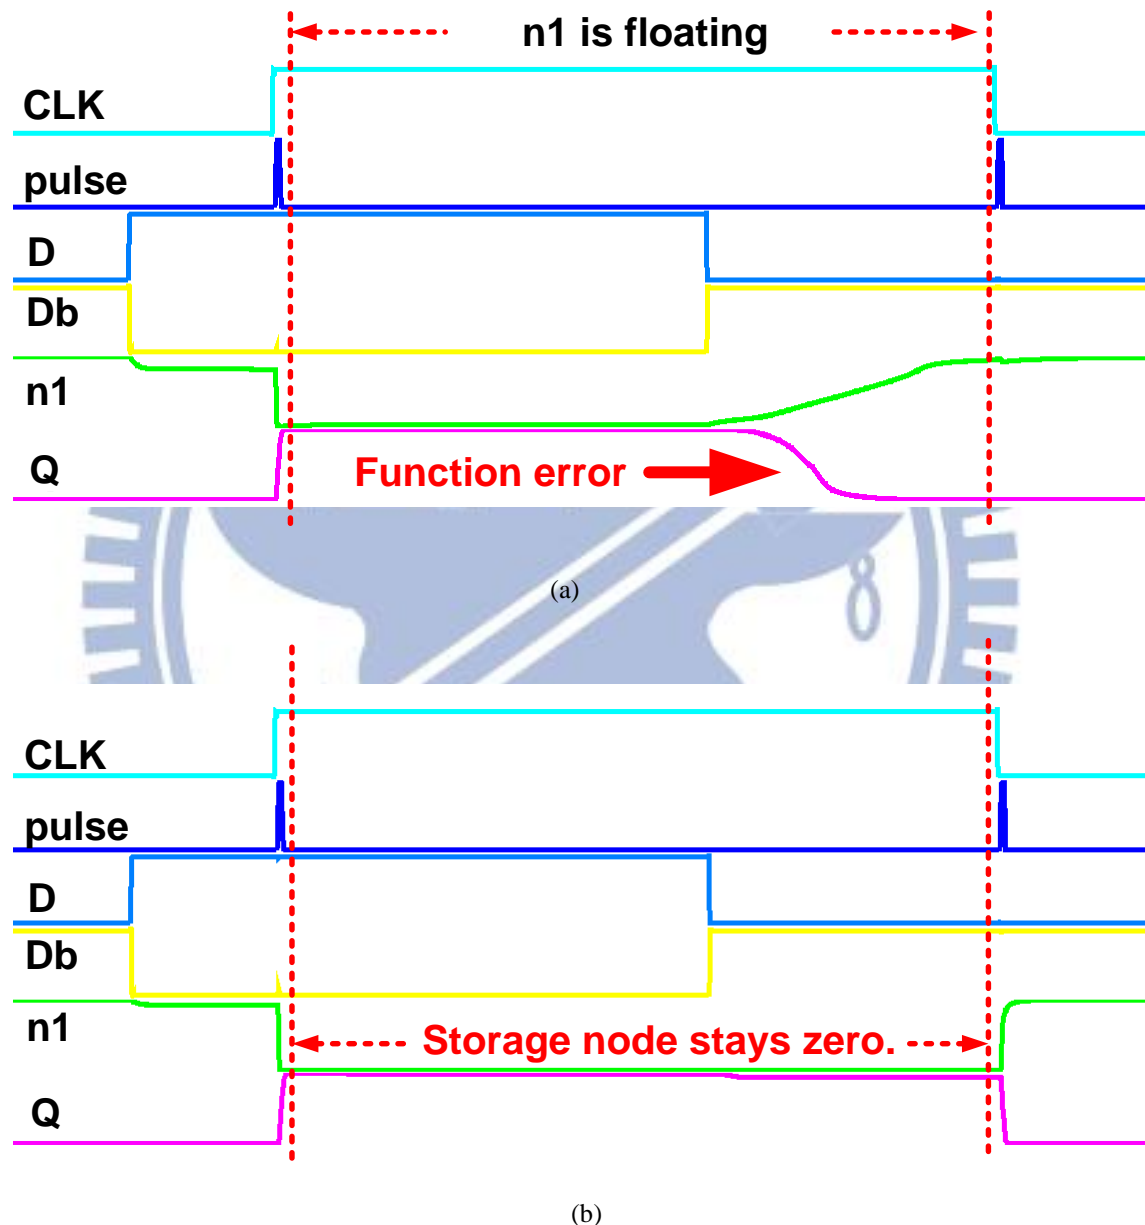 n1 is floating
CLK
pulse
D
Db
n1
Q
Function error
(a)
CLK
pulse
D
Db
n1
Storage node stays zero.
Q
(b)